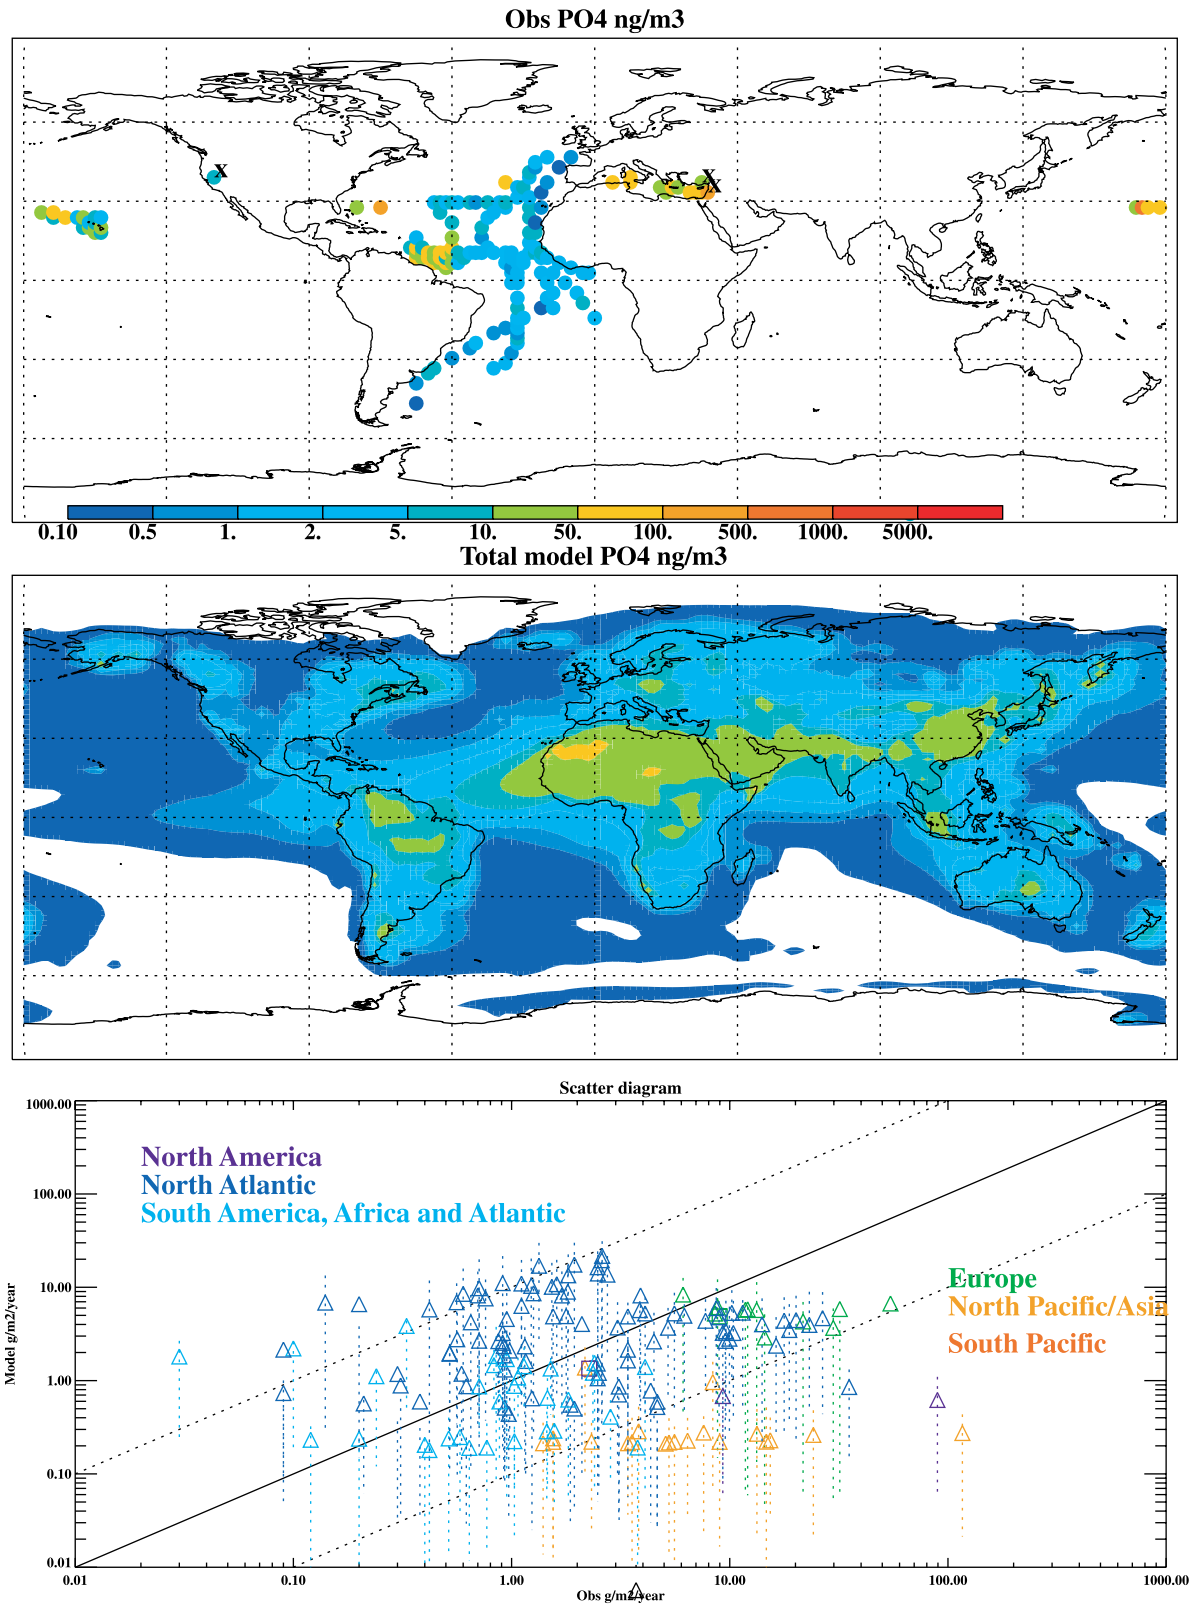 Obs PO4 ng/m3
x
X
x
0.10 0.5 1. 2. 5. 10. 50. 100. 500. 1000. 5000.
Total model PO4 ng/m3
Scatter diagram
1000.00
North America
North Atlantic
South America, Africa and Atlantic
100.00
Europe
North Pacific/Asia
South Pacific
10.00
Model g/m2/year
1.00
0.10
0.01
0.01 0.10 1.00 10.00 100.00 1000.00
Obs g/m2/year